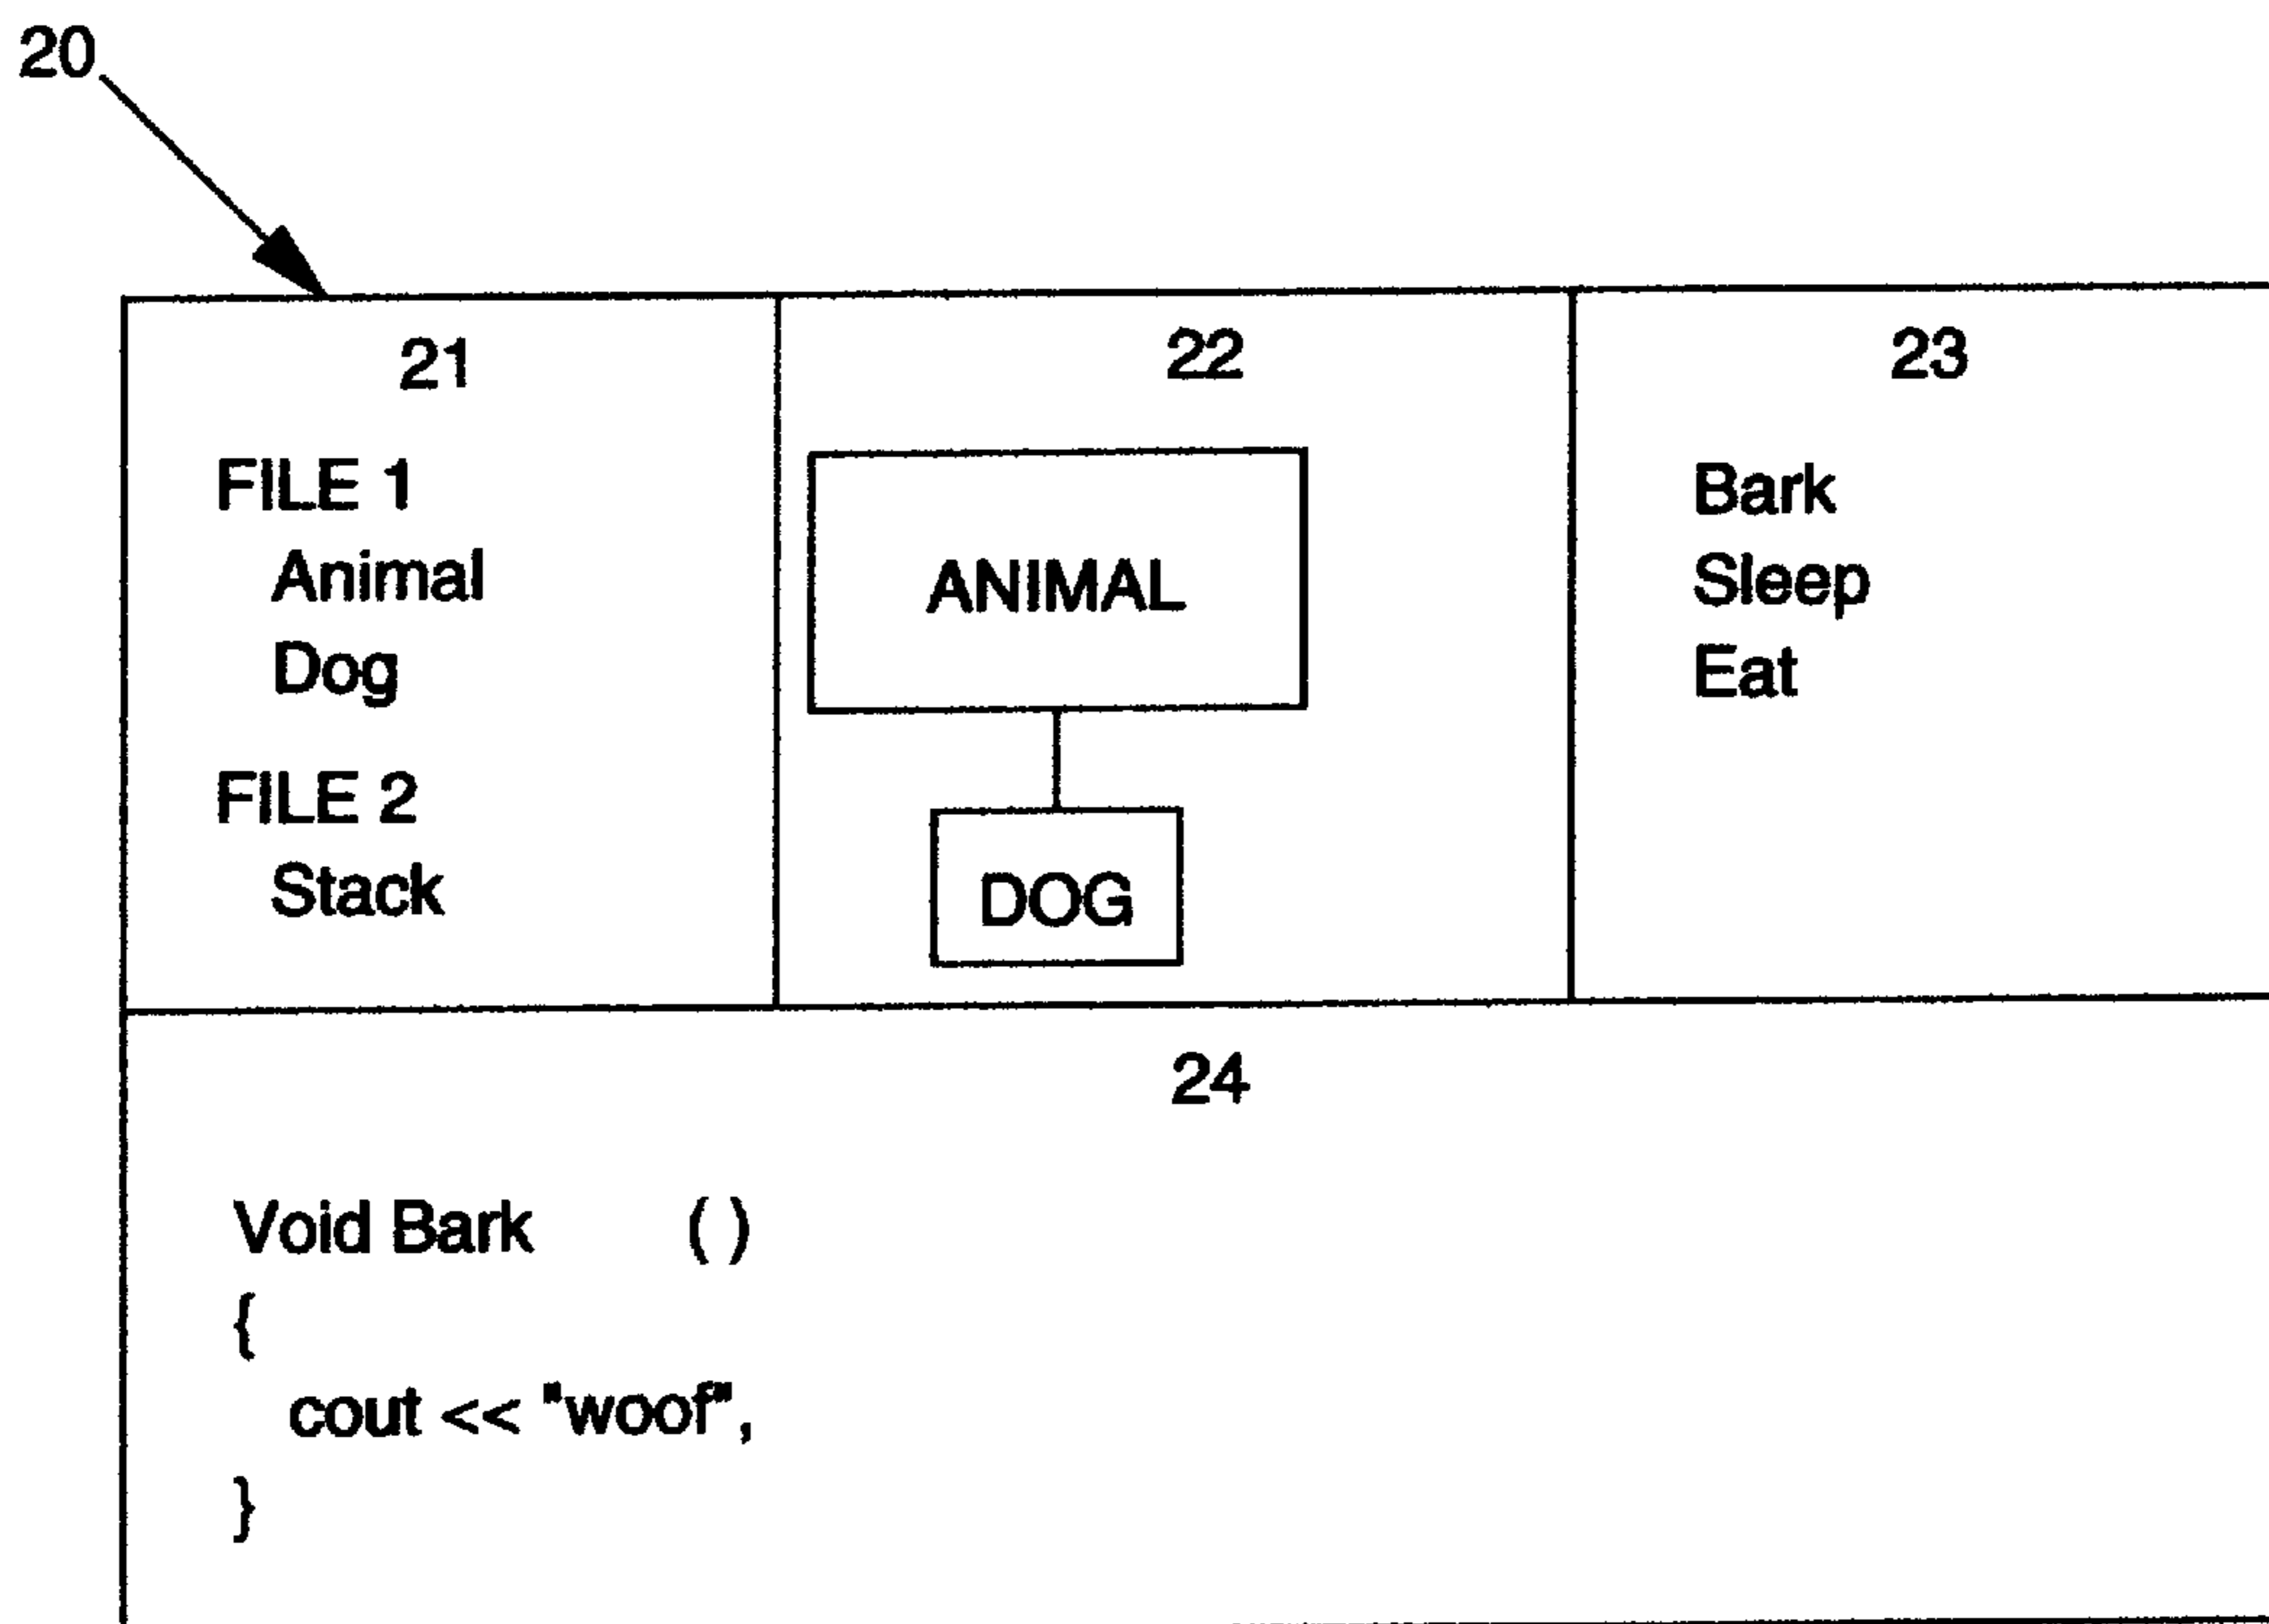 20
21
FILE 1
Animal
Dog
FILE 2
Stack
22
ANIMAL
DOG
23
Bark
Sleep
Eat
24
Void Bark ( )
{
cout << "woof",
}